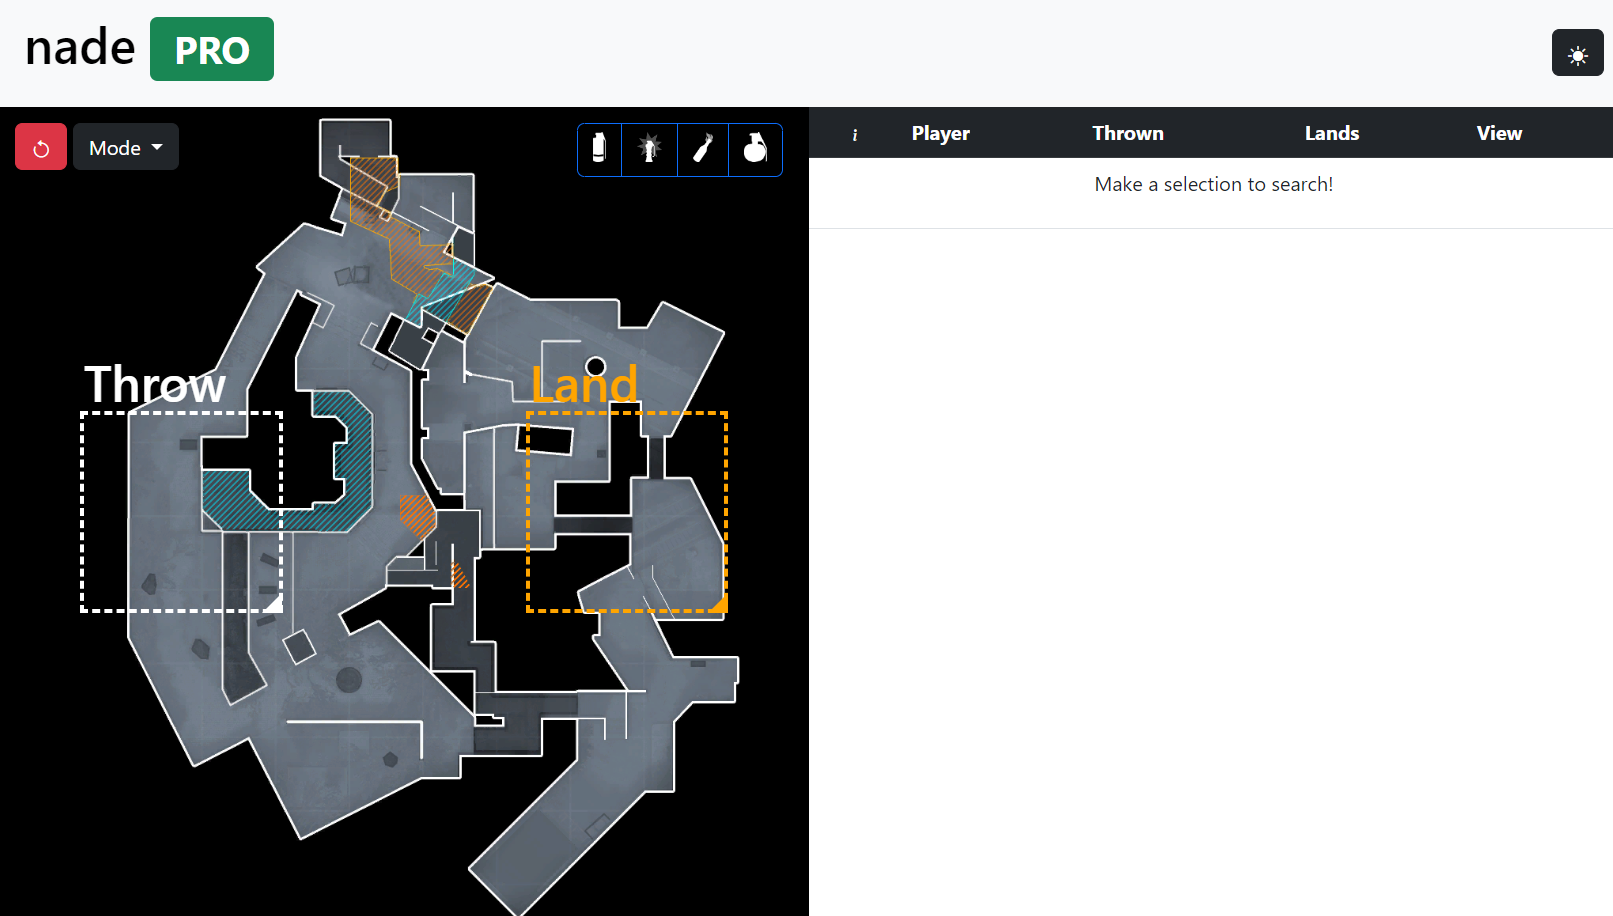 nade PRO
Mode
i Player Thrown Lands View
Make a selection to search!
Throw
Land